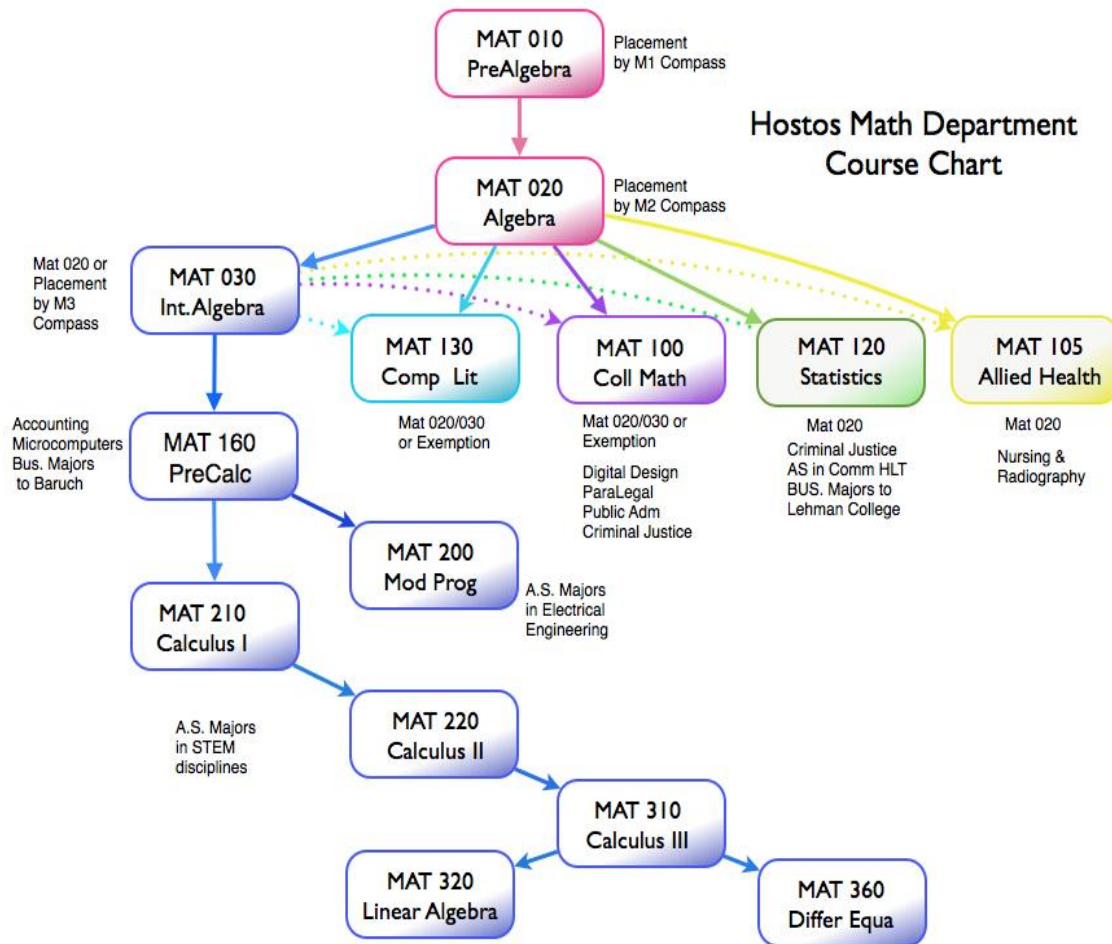 MAT 010
PreAlgebra
Placement
by M1 Compass
Hostos Math Department
Course Chart
MAT 020
Algebra
Placement
by M2 Compass
Mat 020 or
Placement
by M3
Compass
MAT 030
Int.Algebra
MAT 130
Comp Lit
MAT 100
Coll Math
MAT 120
Statistics
MAT 105
Allied Health
Mat 020/030
or Exemption
Mat 020/030 or
Exemption
Digital Design
ParaLegal
Public Adm
Criminal Justice
Mat 020
Criminal Justice
AS in Comm HLT
BUS. Majors to
Lehman College
Mat 020
Nursing &
Radiography
Accounting
Microcomputers
Bus. Majors
to Baruch
MAT 160
PreCalc
MAT 200
Mod Prog
A.S. Majors
in Electrical
Engineering
MAT 210
Calculus I
A.S. Majors
in STEM
disciplines
MAT 220
Calculus II
MAT 310
Calculus III
MAT 320
Linear Algebra
MAT 360
Differ Equa